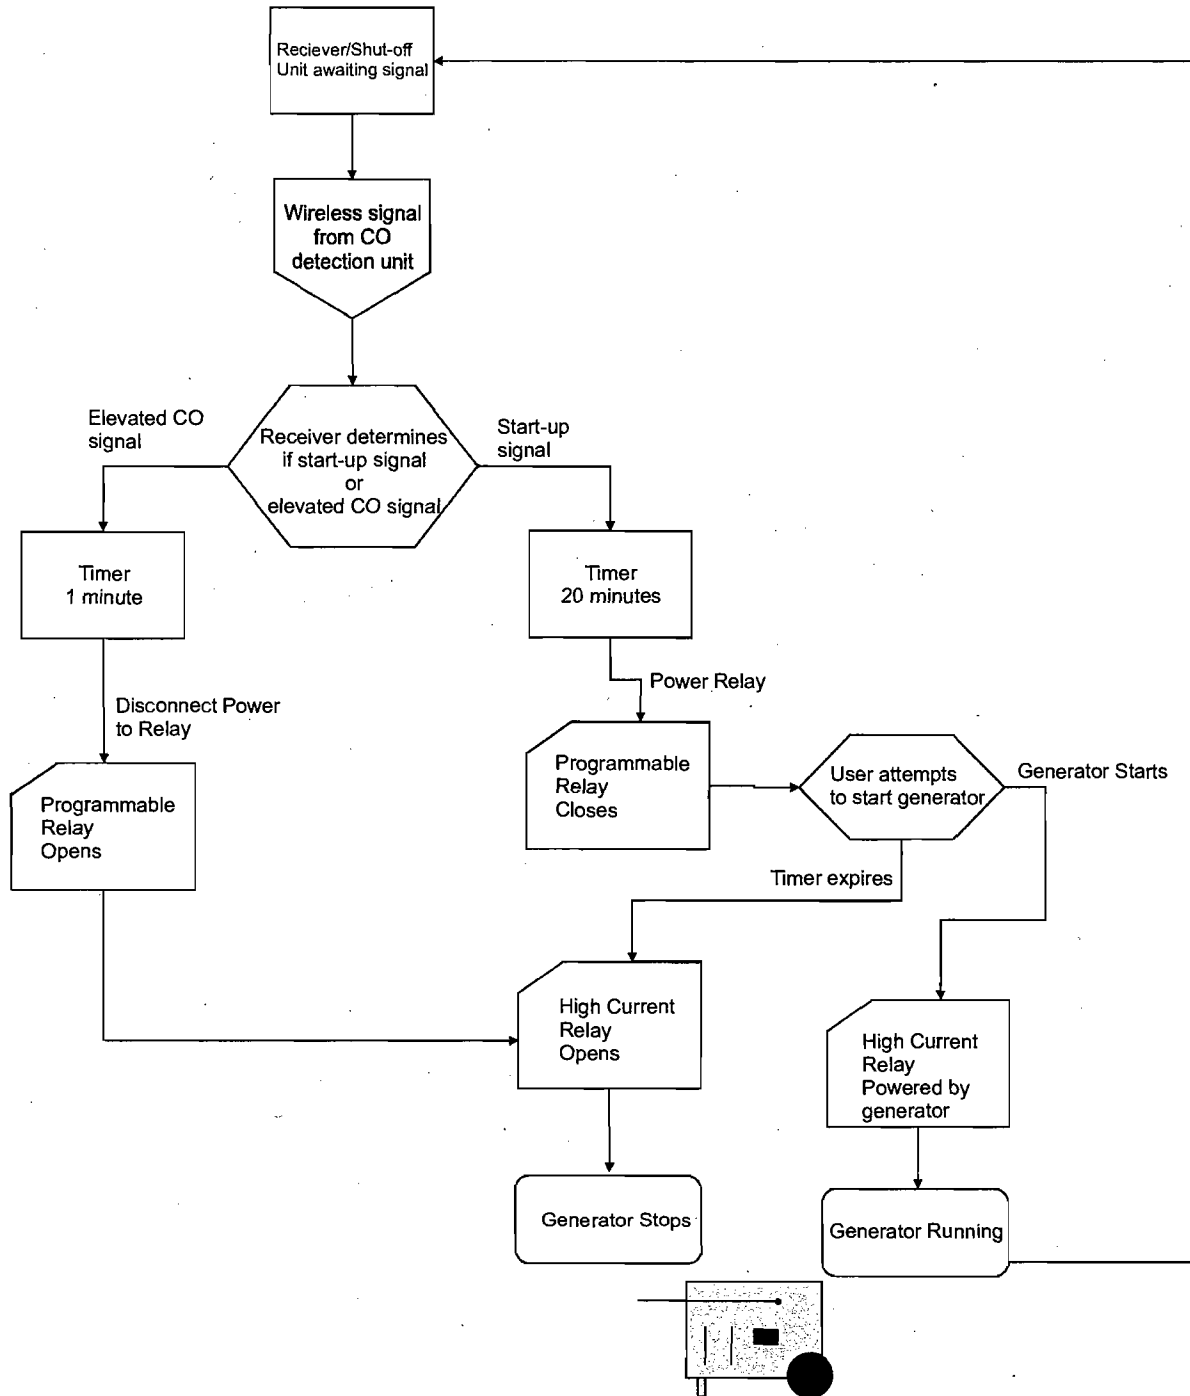 Reciever/Shut-off
Unit awaiting signal
Wireless signal
from CO
detection unit
Elevated CO
signal
Receiver determines
if start-up signal
or
elevated CO signal
Start-up
signal
Timer
1 minute
Timer
20 minutes
Disconnect Power
to Relay
Power Relay
Programmable
Relay
Opens
Programmable
Relay
Closes
User attempts
to start generator
Generator Starts
Timer expires
High Current
Relay
Opens
High Current
Relay
Powered by
generator
Generator Stops
Generator Running